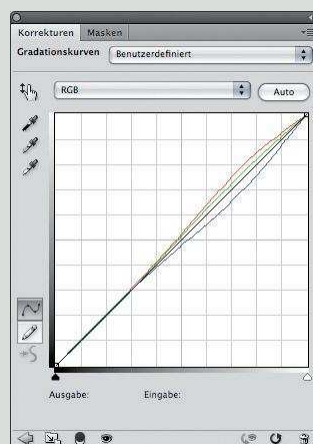 Korrekturen Masken
Gradationskurven Benutzerdefiniert
RGB Auto
Ausgabe: Eingabe: